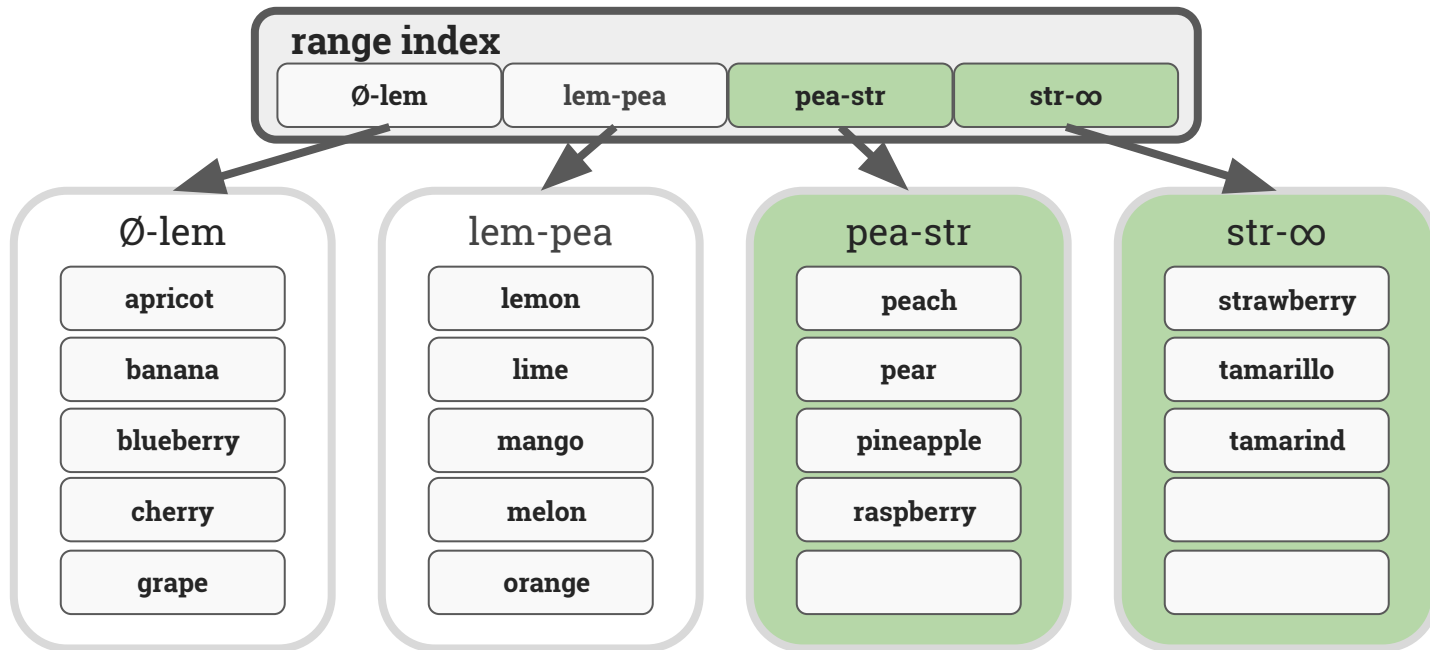 range index
Ø-lem lem-pea pea-str str-∞
Ø-lem lem-pea pea-str str-∞
apricot lemon peach strawberry
banana lime pear tamarillo
blueberry mango pineapple tamarind
cherry melon raspberry
grape orange